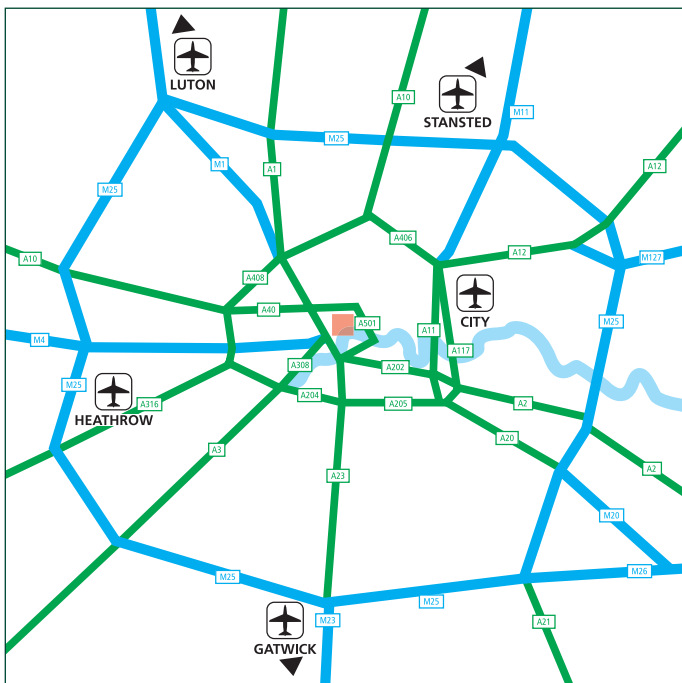 LUTON
A10
STANSTED
M11
M25
M1
A1
A12
M25
A406
A12
M127
A10
A408
A40
A501
CITY
M25
M4
A11
A117
A308
A202
M25
HEATHROW
A316
A204
A205
A2
A20
A3
A23
A2
M20
M25
M26
M25
M23
A21
GATWICK